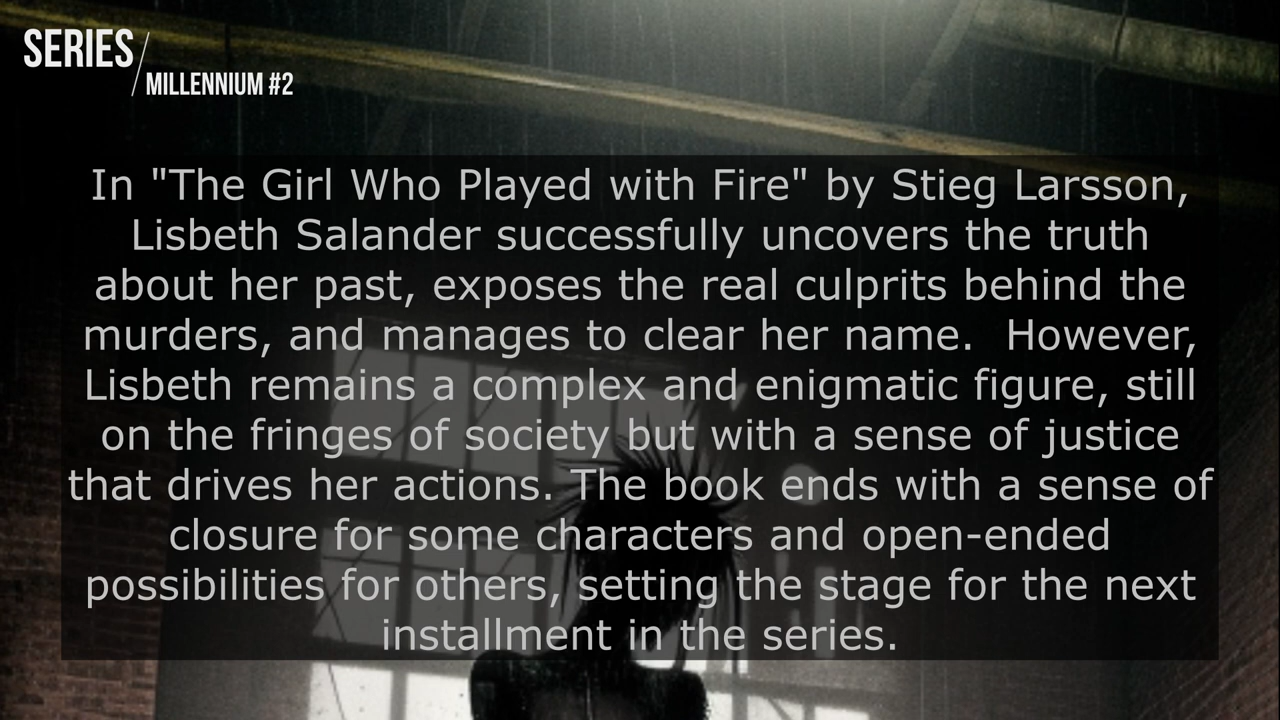 SERIES/
MILLENNIUM #2
In "The Girl Who Played with Fire" by Stieg Larsson,
Lisbeth Salander successfully uncovers the truth
about her past, exposes the real culprits behind the
murders, and manages to clear her name.  However,
Lisbeth remains a complex and enigmatic figure, still
on the fringes of society but with a sense of justice
that drives her actions. The book ends with a sense of
closure for some characters and open-ended
possibilities for others, setting the stage for the next
installment in the series.